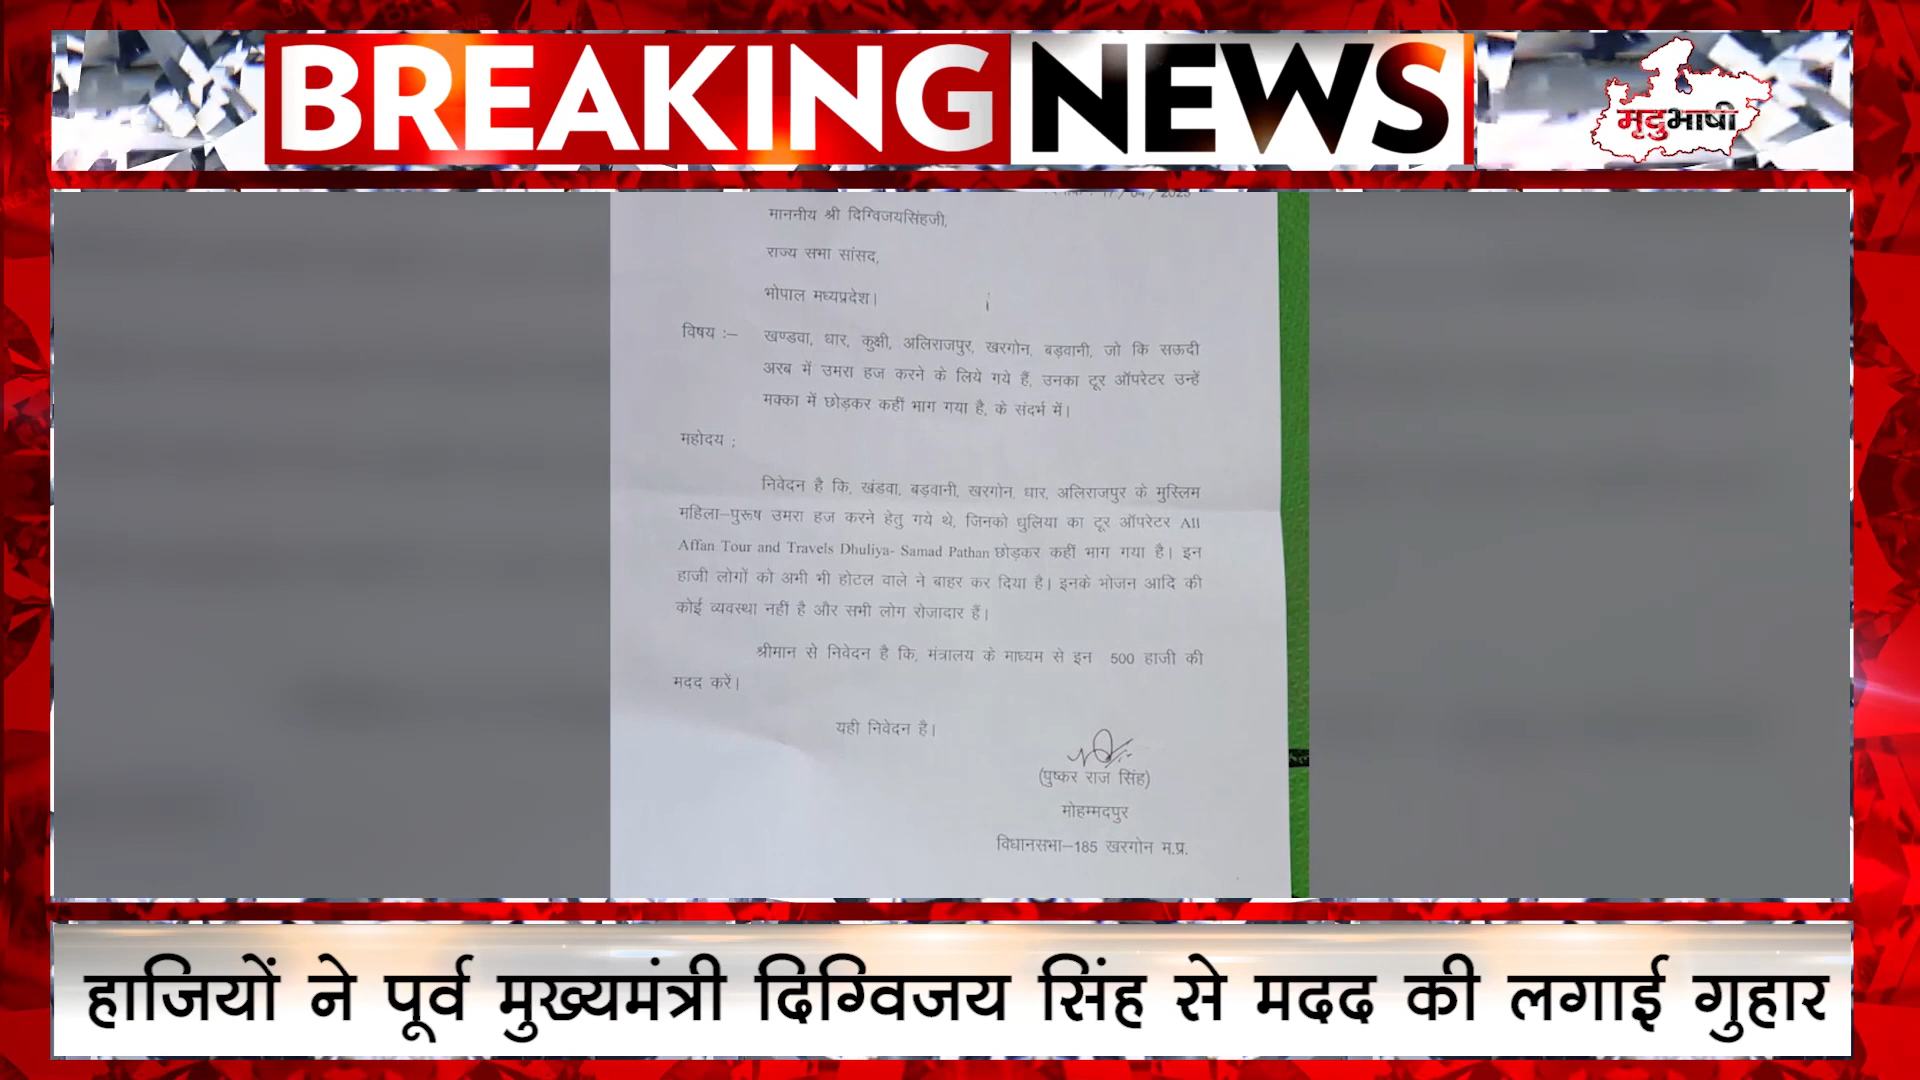 BREAKING NEWS
मृदुभाषी
माननीय श्री दिग्विजयसिंहजी,
राज्य सभा सांसद,
भोपाल मध्यप्रदेश।
विषय :– खण्डवा, धार, कुक्षी, अलिराजपुर, खरगोन, बड़वानी, जो कि सऊदी
अरब में उमरा हज करने के लिये गये हैं, उनका टूर ऑपरेटर उन्हें
मक्का में छोड़कर कहीं भाग गया है, के संदर्भ में।
महोदय ;
निवेदन है कि, खंडवा, बड़वानी, खरगोन, धार, अलिराजपुर के मुस्लिम
महिला–पुरूष उमरा हज करने हेतु गये थे, जिनको धुलिया का टूर ऑपरेटर All
Affan Tour and Travels Dhuliya- Samad Pathan छोड़कर कहीं भाग गया है। इन
हाजी लोगों को अभी भी होटल वाले ने बाहर कर दिया है। इनके भोजन आदि की
कोई व्यवस्था नहीं है और सभी लोग रोजादार हैं।
श्रीमान से निवेदन है कि, मंत्रालय के माध्यम से इन 500 हाजी की
मदद करें।
यही निवेदन है।
(पुष्कर राज सिंह)
मोहम्मदपुर
विधानसभा–185 खरगोन म.प्र.
हाजियों ने पूर्व मुख्यमंत्री दिग्विजय सिंह से मदद की लगाई गुहार